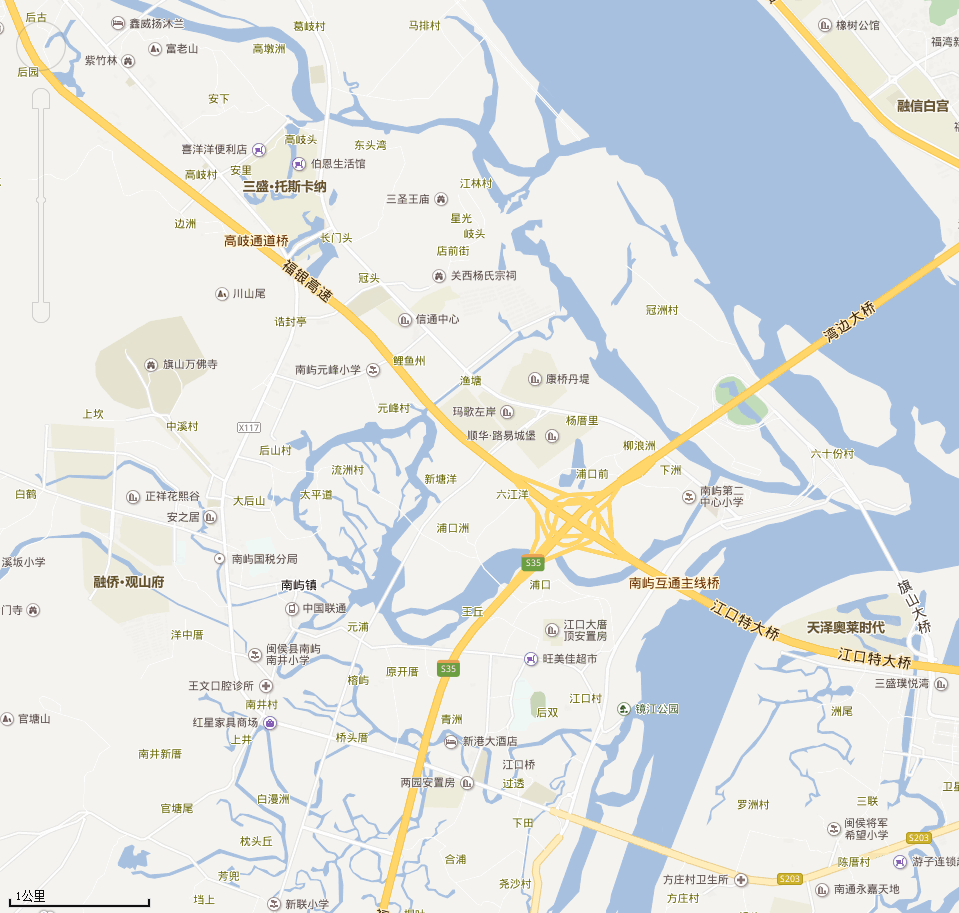 后古
鑫威扬沐兰
葛岐村
马排村
橡树公馆
高墩洲
富老山
紫竹林
后园
安下
融信白宫
高岐头
喜洋洋便利店
东头湾
伯恩生活馆
高岐村
安里
三盛·托斯卡纳
江林村
三圣王庙
星光
边洲
岐头
高岐通道桥
长门头
店前街
福银高速
冠头
关西杨氏宗祠
川山尾
冠洲村
诰封亭
信通中心
湾边大桥
旗山万佛寺
南屿元峰小学
鲤鱼州
渔塘
康桥丹堤
上坎
元峰村
玛歌左岸
杨厝里
中溪村
X117
顺华·路易城堡
后山村
柳浪洲
六十份村
流洲村
新塘洋
浦口前
下洲
白鹤
正祥花熙谷
大后山
太平道
六江洋
南屿第二
中心小学
安之居
浦口洲
溪坂小学
南屿国税分局
S35
融侨·观山府
南屿镇
浦口
南屿互通主线桥
旗山大桥
门寺
中国联通
王丘
江口特大桥
洋中厝
元浦
江口大厝
顶安置房
天泽奥莱时代
闽侯县南屿
南井小学
S35
旺美佳超市
江口特大桥
王文口腔诊所
榕屿
原开厝
三盛璞悦湾
南井村
江口村
官塘山
红星家具商场
青洲
后双
镜江公园
洲尾
上井
桥头厝
新港大酒店
南井新厝
江口桥
两园安置房
过透
官塘尾
白漫洲
罗洲村
三联
下田
闽侯将军
希望小学
枕头丘
S203
合浦
陈厝村
芳兜
尧沙村
方庄村卫生所
S203
南通永嘉天地
1公里
垱上
新联小学
方庄村